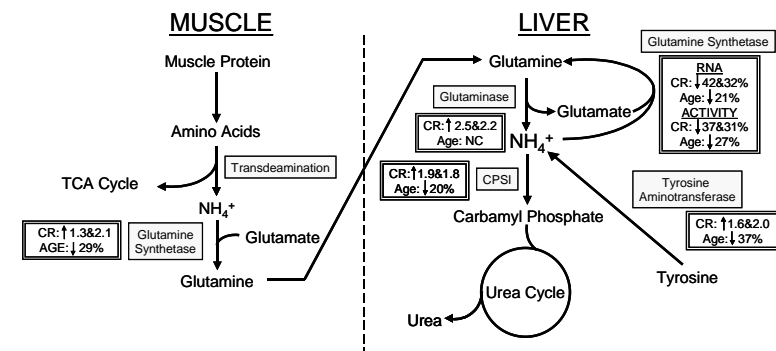 MUSCLE
Muscle Protein
Amino Acids
Transdeamination
TCA Cycle
NH₄⁺
CR:↑1.3&2.1
AGE:↓29%
Glutamine
Synthetase
Glutamate
Glutamine
LIVER
Glutamine
Glutamine Synthetase
RNA
CR:↓42&32%
Age:↓21%
ACTIVITY
CR:↓37&31%
Age:↓27%
Glutaminase
Glutamate
CR:↑ 2.5&2.2
Age: NC
NH₄⁺
CR:↑1.9&1.8
Age:↓20%
CPSI
Tyrosine
Aminotransferase
Carbamyl Phosphate
CR: ↑1.6&2.0
Age:↓37%
Tyrosine
Urea Cycle
Urea